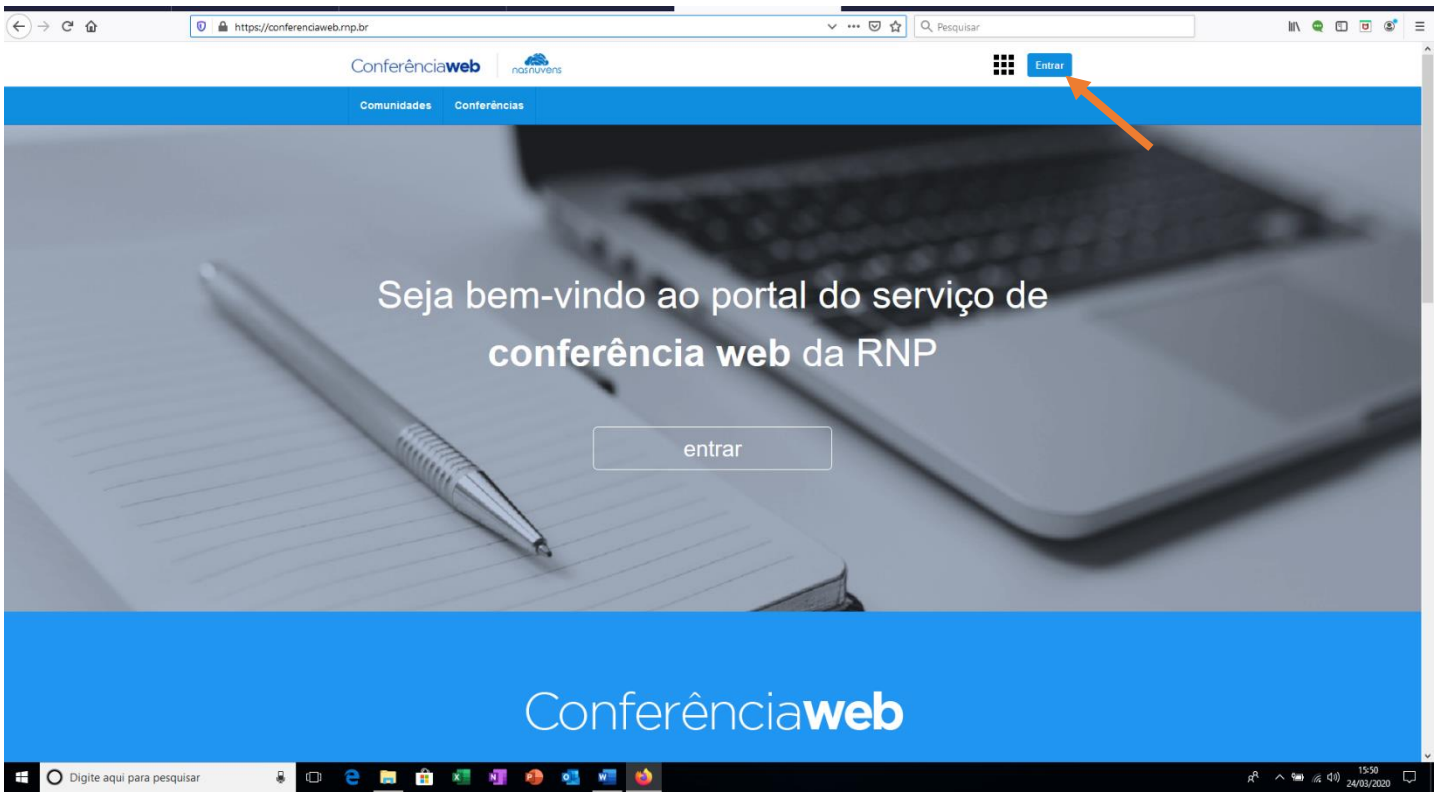 https://conferenciaweb.rnp.br
Pesquisar
Conferênciaweb
nasnuvens
Entrar
Comunidades Conferências
Seja bem-vindo ao portal do serviço de
conferência web da RNP
entrar
Conferênciaweb
Digite aqui para pesquisar
15:50
24/03/2020